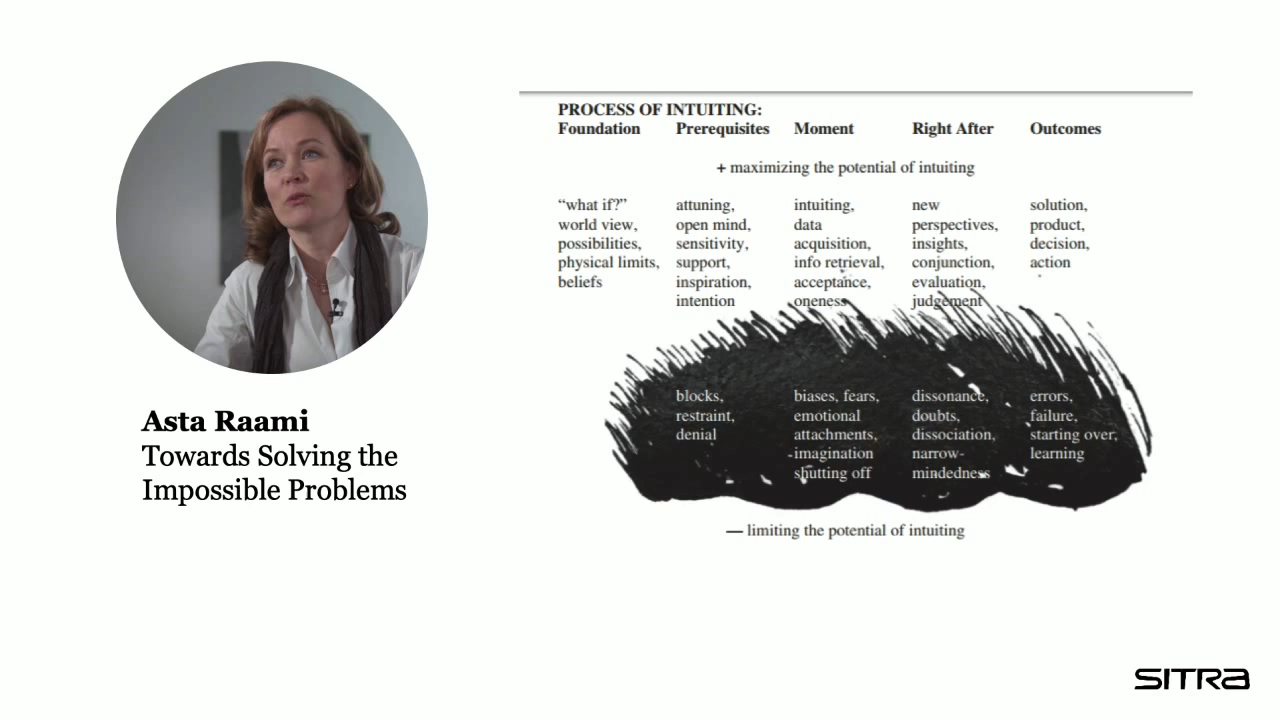 PROCESS OF INTUITING:
Foundation Prerequisites Moment Right After Outcomes
+ maximizing the potential of intuiting
“what if?” attuning, intuiting, new solution,
world view, open mind, data perspectives, product,
possibilities, sensitivity, acquisition, insights, decision,
physical limits, support, info retrieval, conjunction, action
beliefs inspiration, acceptance, evaluation,
intention oneness judgement
blocks, biases, fears, dissonance, errors,
restraint, emotional doubts, failure,
denial attachments, dissociation, starting over,
imagination narrow- learning
shutting off mindedness
— limiting the potential of intuiting
Asta Raami
Towards Solving the
Impossible Problems
SITRA